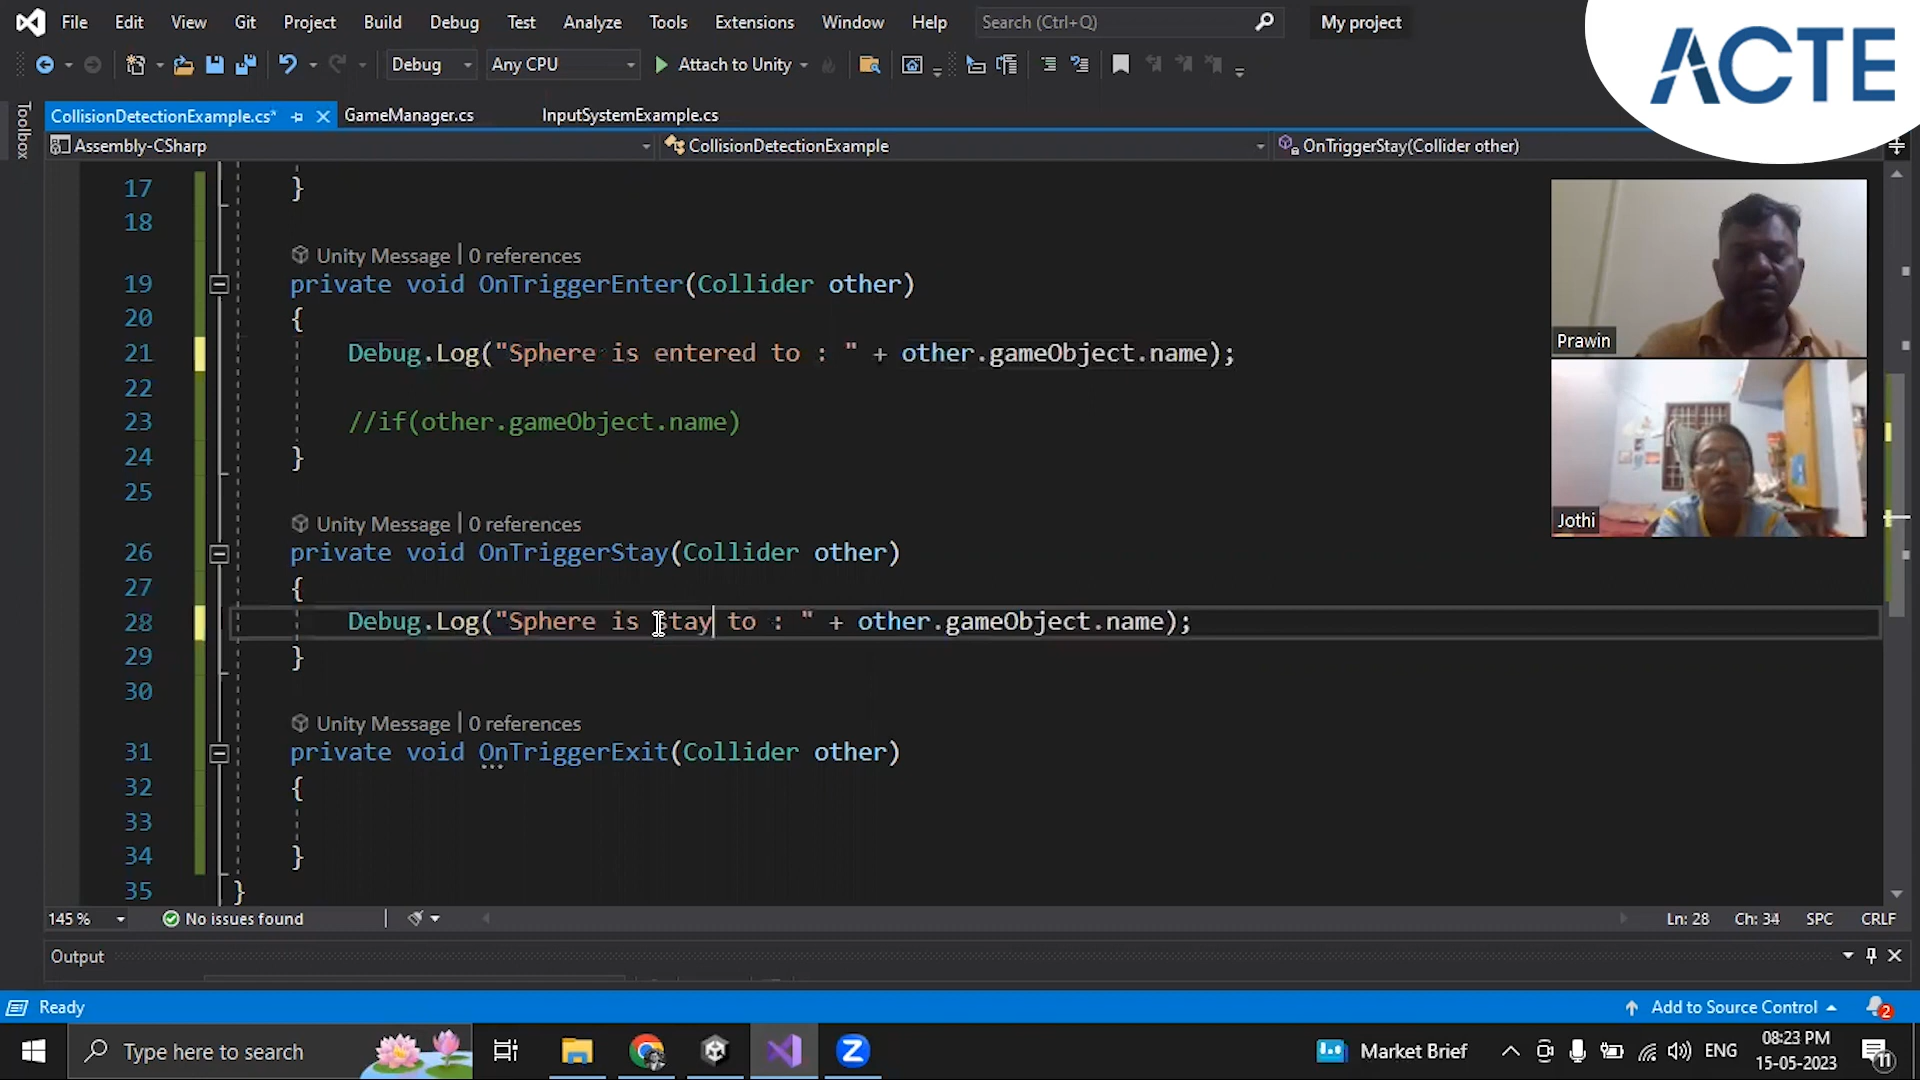 File Edit View Git Project Build Debug Test Analyze Tools Extensions Window Help Search (Ctrl+Q) My project
ACTE
Debug Any CPU Attach to Unity
Toolbox
CollisionDetectionExample.cs* GameManager.cs InputSystemExample.cs
Assembly-CSharp CollisionDetectionExample OnTriggerStay(Collider other)
17 }
18
Unity Message | 0 references
19 private void OnTriggerEnter(Collider other)
20 {
21 Debug.Log("Sphere is entered to : " + other.gameObject.name);
22
23 //if(other.gameObject.name)
24 }
25
Unity Message | 0 references
26 private void OnTriggerStay(Collider other)
27 {
28 Debug.Log("Sphere is stay to : " + other.gameObject.name);
29 }
30
Unity Message | 0 references
31 private void OnTriggerExit(Collider other)
32 {
33
34 }
35 }
Prawin
Jothi
145 % No issues found Ln: 28 Ch: 34 SPC CRLF
Output
Ready Add to Source Control 2
Type here to search Z Market Brief ENG 08:23 PM
15-05-2023 11